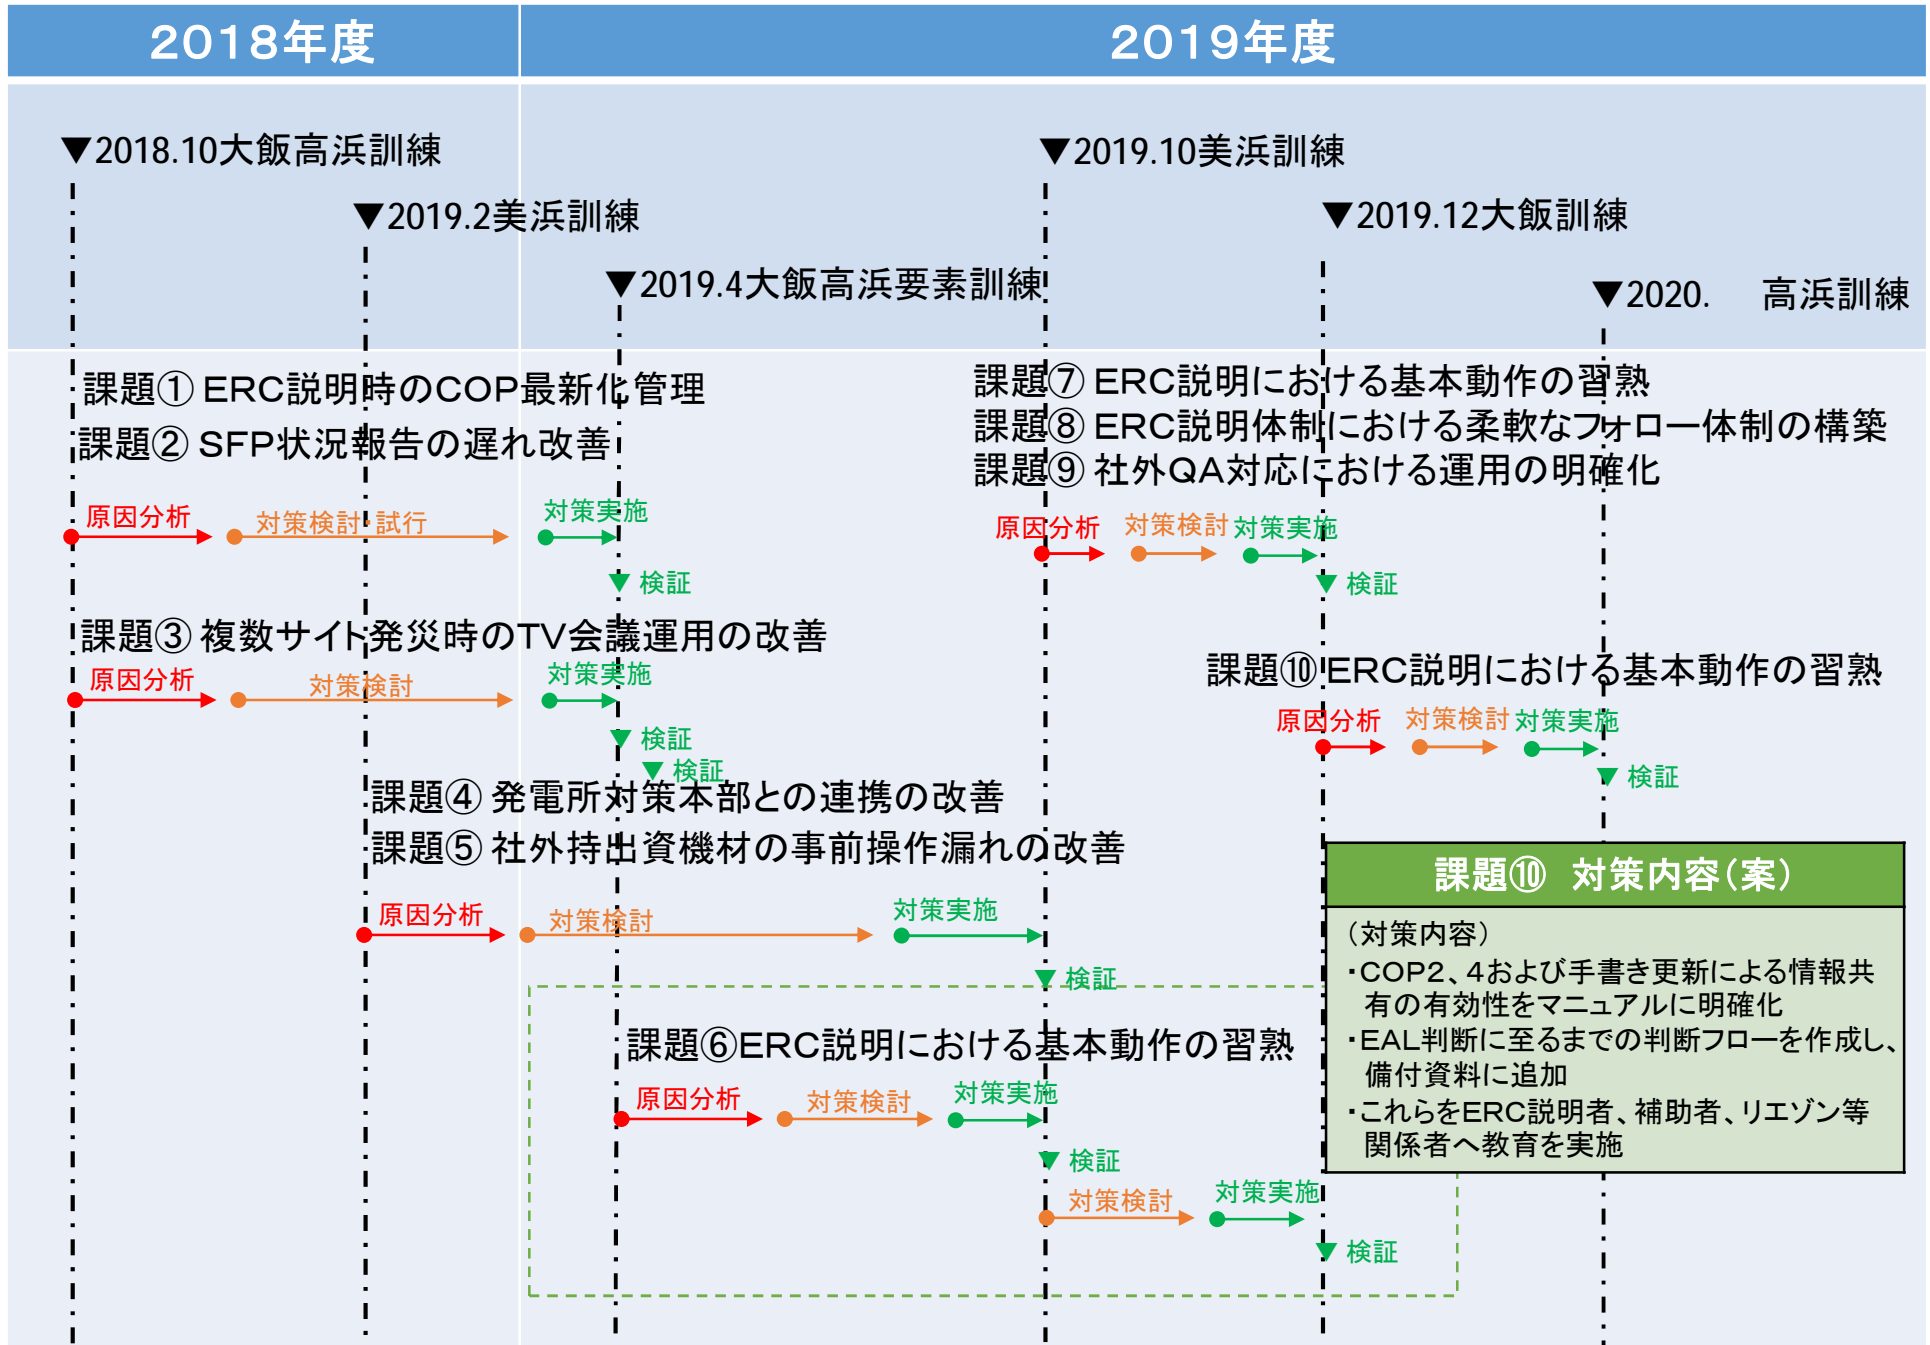 2018年度
2019年度
▼2018.10大飯高浜訓練
▼2019.2美浜訓練
▼2019.4大飯高浜要素訓練
▼2019.10美浜訓練
▼2019.12大飯訓練
▼2020.　高浜訓練
課題① ERC説明時のCOP最新化管理
課題② SFP状況報告の遅れ改善
原因分析
対策検討・試行
対策実施
▼ 検証
課題③ 複数サイト発災時のTV会議運用の改善
原因分析
対策検討
対策実施
▼ 検証
▼ 検証
課題④ 発電所対策本部との連携の改善
課題⑤ 社外持出資機材の事前操作漏れの改善
原因分析
対策検討
対策実施
▼ 検証
課題⑥ERC説明における基本動作の習熟
原因分析
対策検討
対策実施
▼ 検証
対策検討
対策実施
▼ 検証
課題⑦ ERC説明における基本動作の習熟
課題⑧ ERC説明体制における柔軟なフォロー体制の構築
課題⑨ 社外QA対応における運用の明確化
原因分析
対策検討
対策実施
▼ 検証
課題⑩ ERC説明における基本動作の習熟
原因分析
対策検討
対策実施
▼ 検証
課題⑩　対策内容（案）
（対策内容）
・COP2、4および手書き更新による情報共
有の有効性をマニュアルに明確化
・EAL判断に至るまでの判断フローを作成し、
備付資料に追加
・これらをERC説明者、補助者、リエゾン等
関係者へ教育を実施